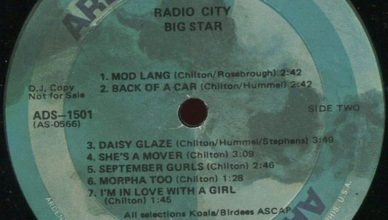 RADIO CITY
BIG STAR
D.J. Copy
Not for Sale
1. MOD LANG (Chilton/Rosebrough) 2:42
2. BACK OF A CAR (Chilton/Hummel) 2:42
ADS-1501
(AS-0566)
SIDE TWO
3. DAISY GLAZE (Chilton/Hummel/Stephens) 3:49
4. SHE'S A MOVER (Chilton) 3:09
5. SEPTEMBER GURLS (Chilton) 2:46
6. MORPHA TOO (Chilton) 1:28
7. I'M IN LOVE WITH A GIRL
(Chilton) 1:45
All selections Koala/Birdees ASCAP